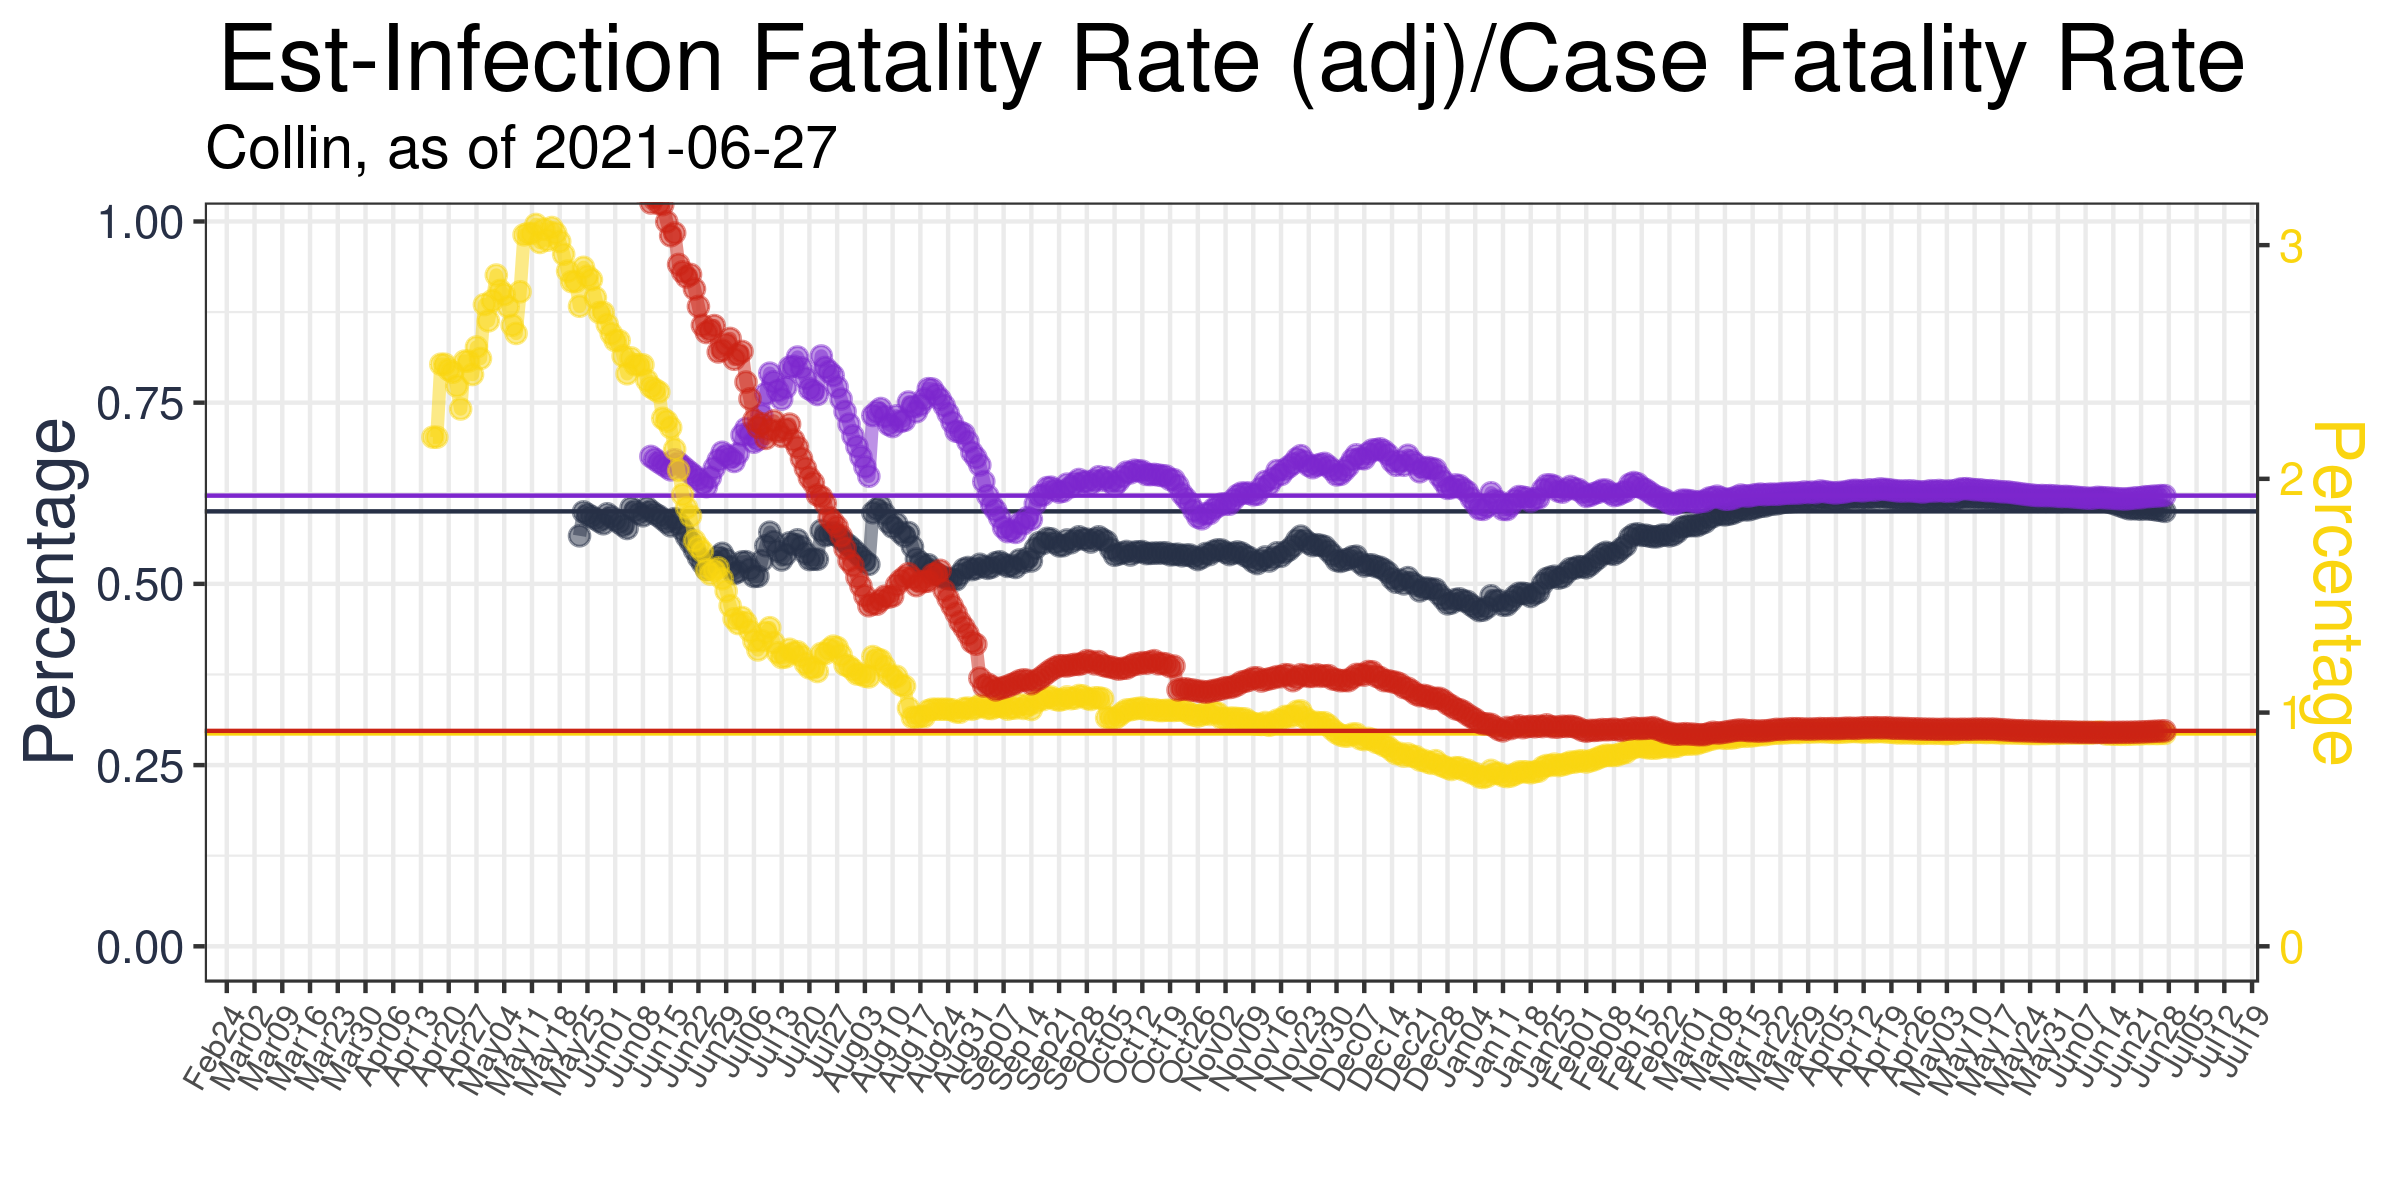 Est-Infection Fatality Rate (adj)/Case Fatality Rate
Collin, as of 2021-06-27
Percentage
1.00
0.75
0.50
0.25
0.00
3
2
1
0
Percentage
Feb24
Mar02
Mar09
Mar16
Mar23
Mar30
Apr06
Apr13
Apr20
Apr27
May04
May11
May18
May25
Jun01
Jun08
Jun15
Jun22
Jun29
Jul06
Jul13
Jul20
Jul27
Aug03
Aug10
Aug17
Aug24
Aug31
Sep07
Sep14
Sep21
Sep28
Oct05
Oct12
Oct19
Oct26
Nov02
Nov09
Nov16
Nov23
Nov30
Dec07
Dec14
Dec21
Dec28
Jan04
Jan11
Jan18
Jan25
Feb01
Feb08
Feb15
Feb22
Mar01
Mar08
Mar15
Mar22
Mar29
Apr05
Apr12
Apr19
Apr26
May03
May10
May17
May24
May31
Jun07
Jun14
Jun21
Jun28
Jul05
Jul12
Jul19